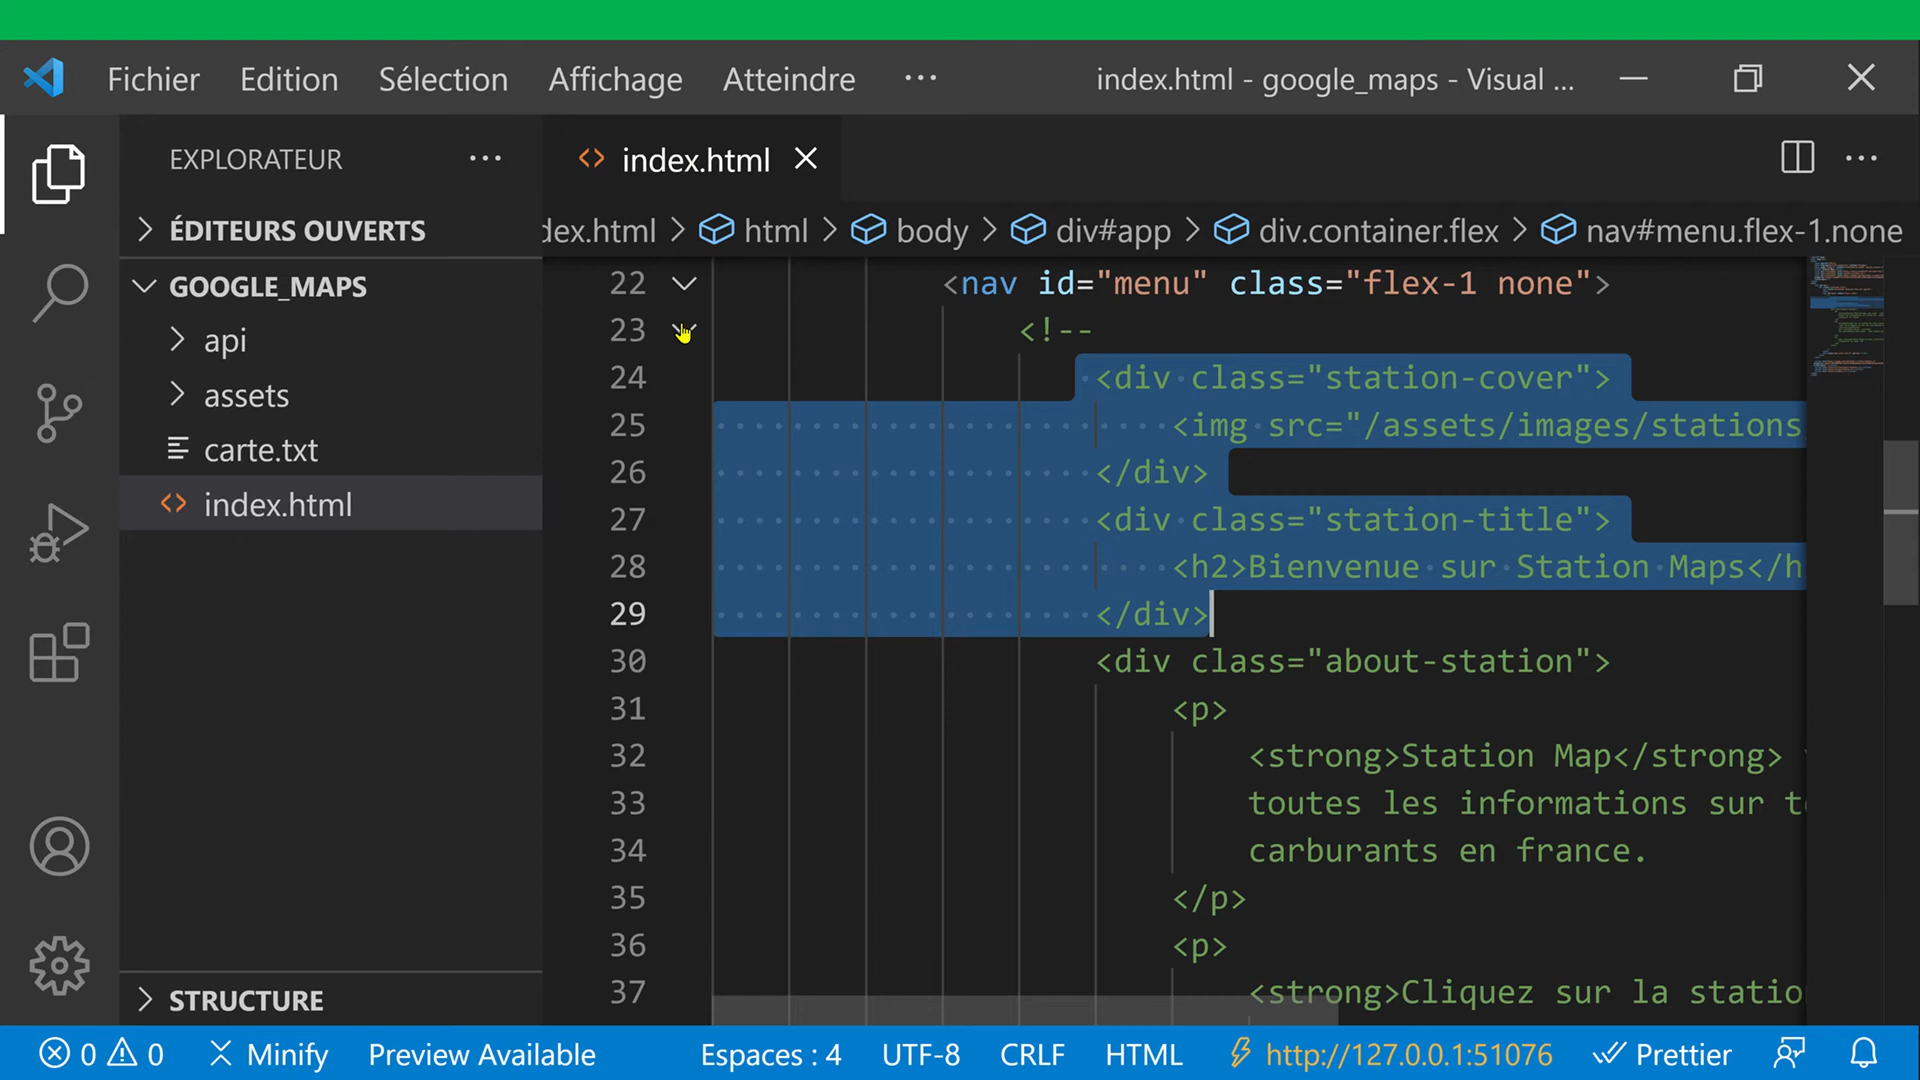 Fichier Edition Sélection Affichage Atteindre ... index.html - google_maps - Visual ...
EXPLORATEUR ...
index.html
ÉDITEURS OUVERTS
dex.html > html > body > div#app > div.container.flex > nav#menu.flex-1.none
GOOGLE_MAPS
api
assets
carte.txt
index.html
STRUCTURE
22 <nav id="menu" class="flex-1 none">
23 <!--
24 <div class="station-cover">
25 <img src="/assets/images/stations
26 </div>
27 <div class="station-title">
28 <h2>Bienvenue sur Station Maps</h
29 </div>
30 <div class="about-station">
31 <p>
32 <strong>Station Map</strong>
33 toutes les informations sur
34 carburants en france.
35 </p>
36 <p>
37 <strong>Cliquez sur la statio
0 0 Minify Preview Available Espaces : 4 UTF-8 CRLF HTML http://127.0.0.1:51076 Prettier